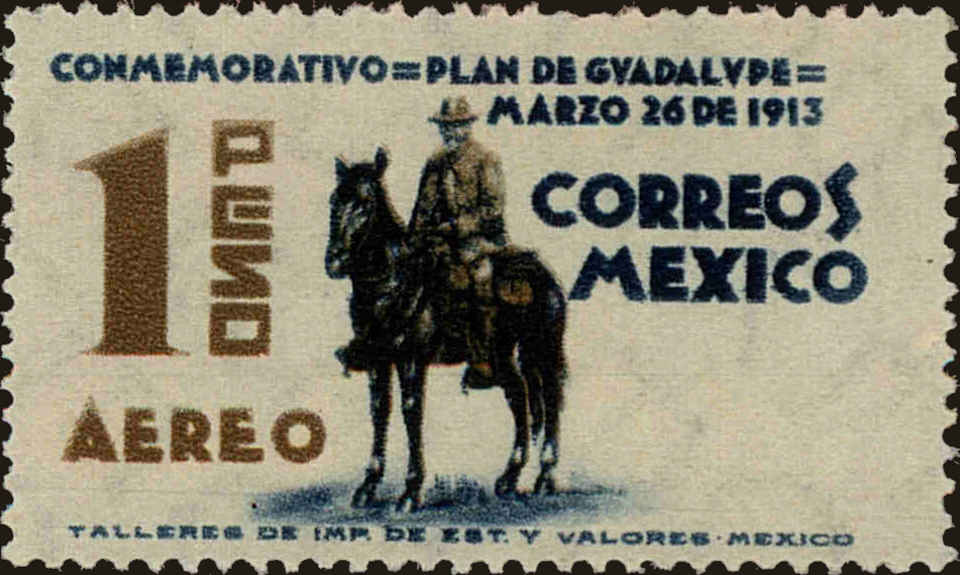 CONMEMORATIVO=PLAN DE GVADALVPE=
MARZO 26 DE 1913
1 PESO
CORREOS
MEXICO
AEREO
TALLERES DE IMP. DE EST. Y VALORES·MEXICO